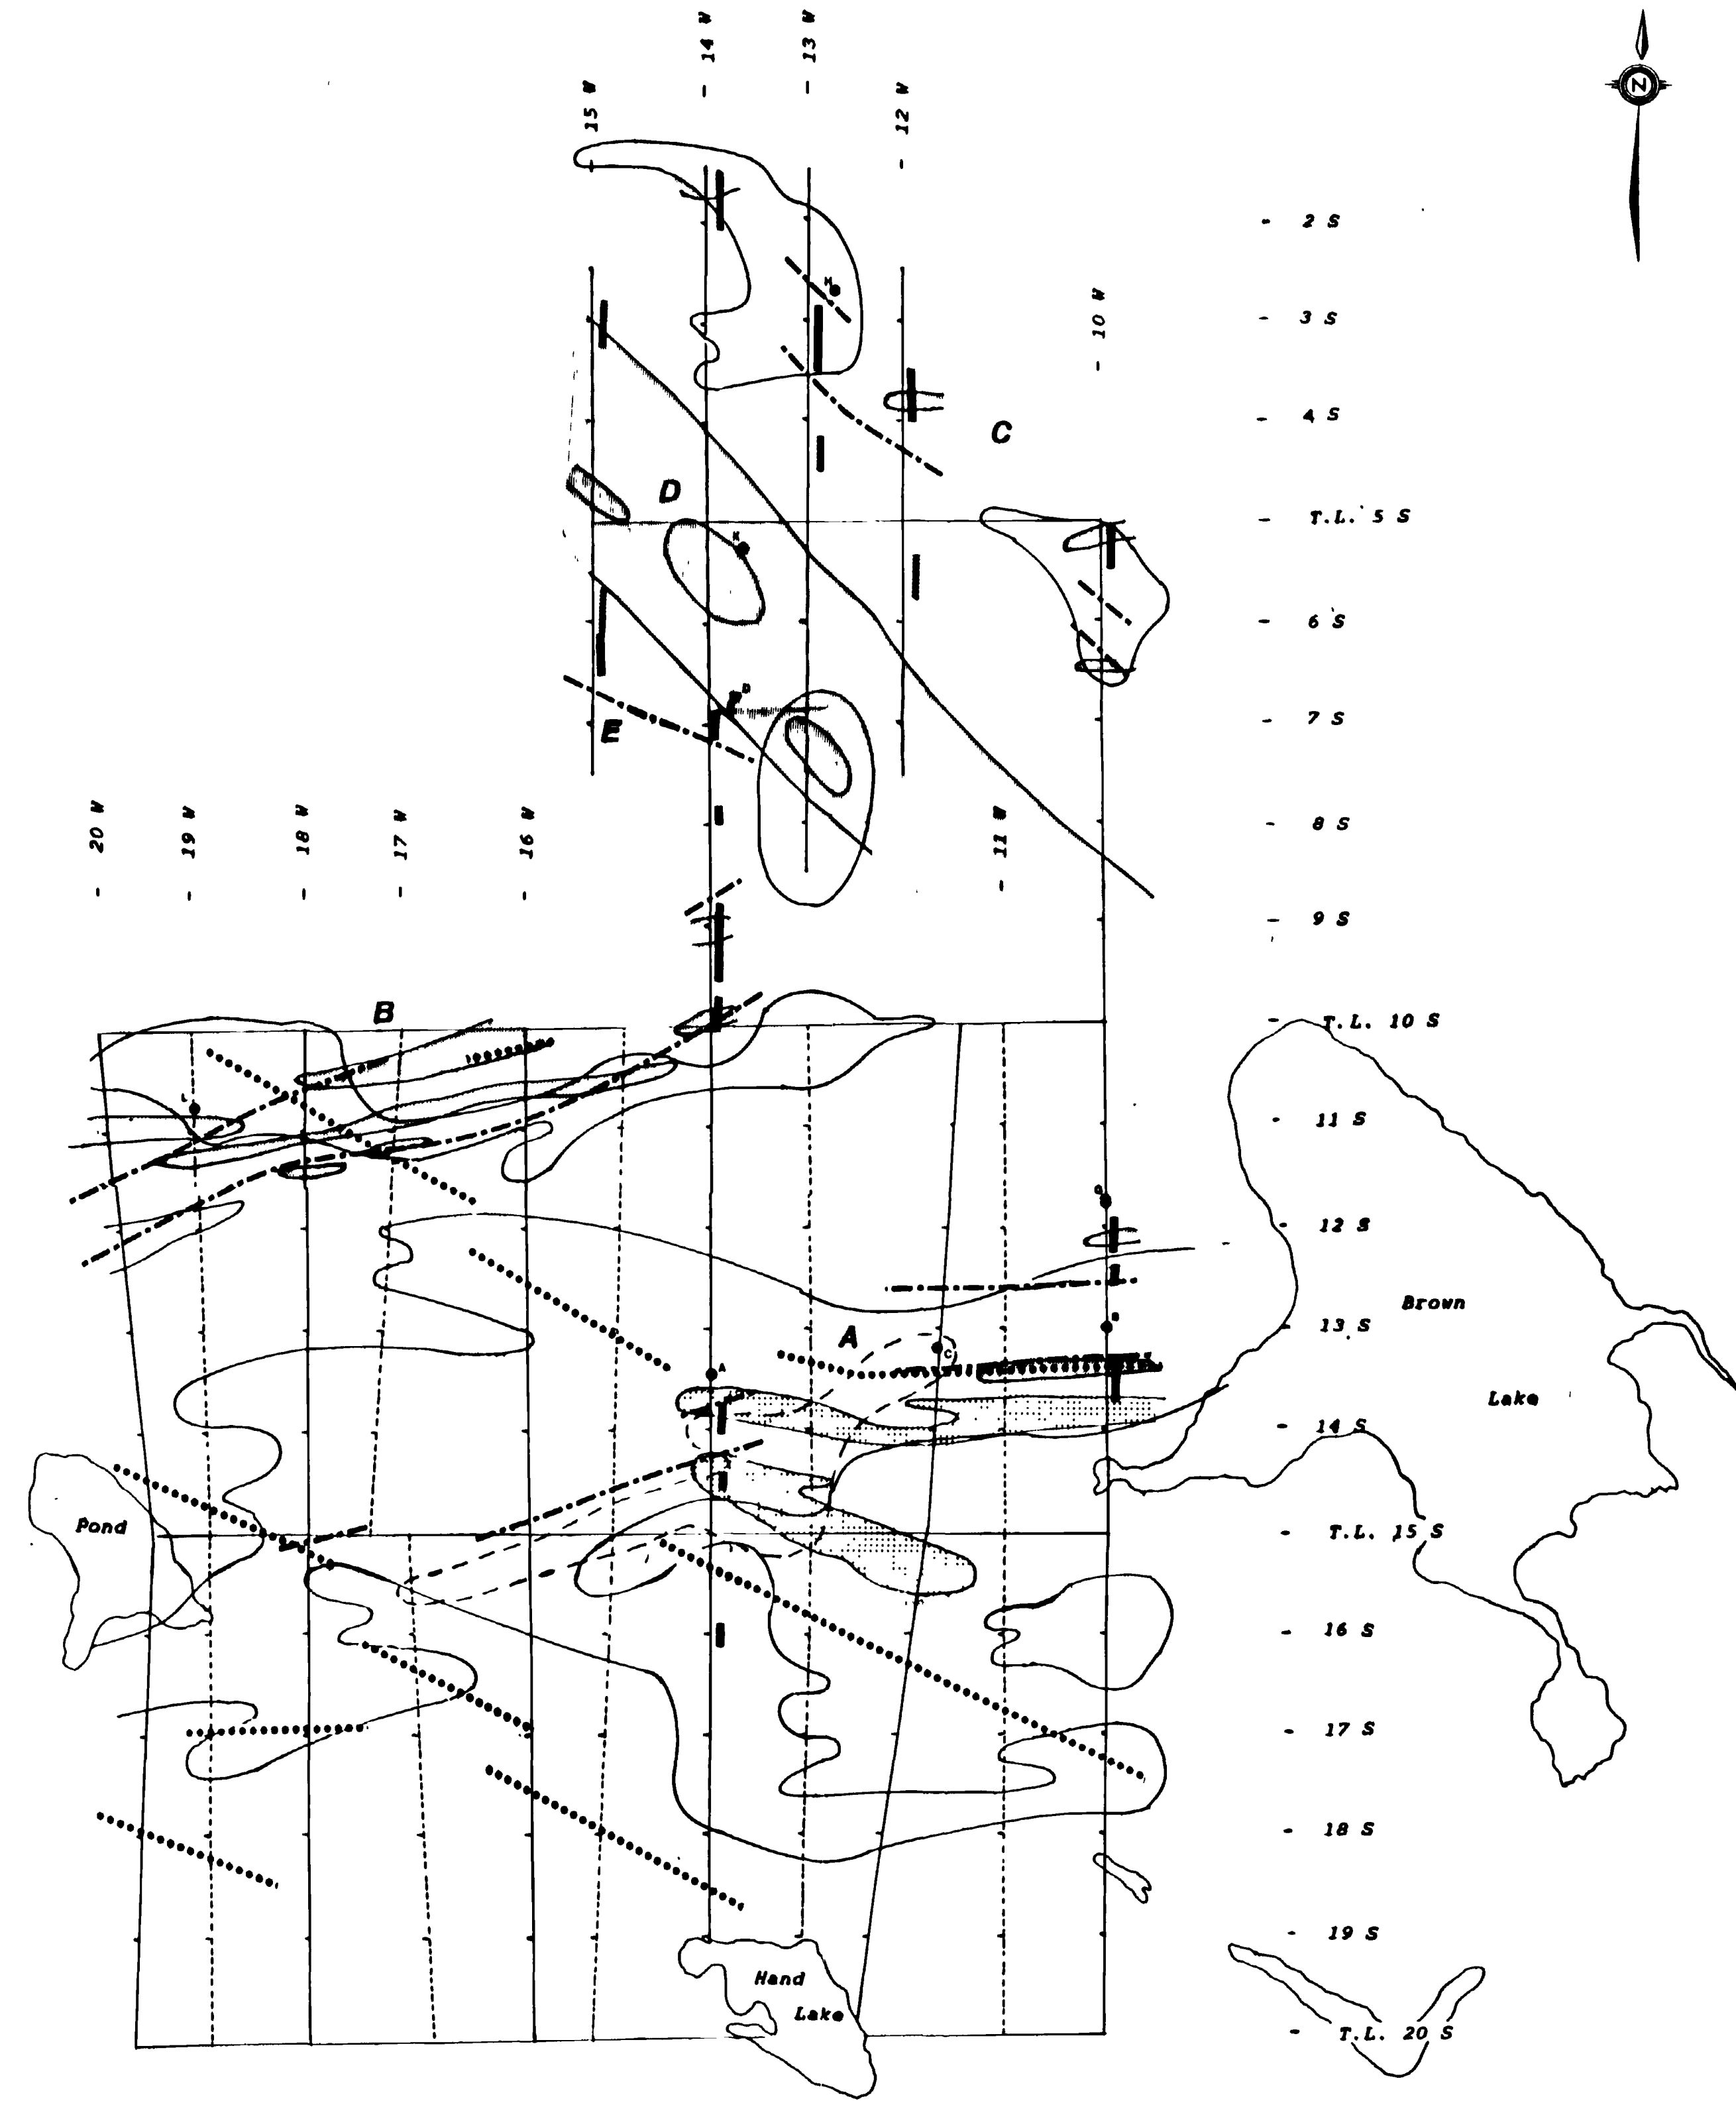 N
- 14 W
- 13 W
15 W
- 12 W
- 2 S
H
- 10 W
- 3 S
- 4 S
C
D
- T.L. 5 S
K
- 6 S
D
- 7 S
E
- 20 W
- 19 W
- 18 W
- 17 W
- 16 W
- 11 W
- 8 S
- 9 S
B
- T.L. 10 S
L
- 11 S
- 12 S
Brown
- 13 S
A
C
A
Lake
- 14 S
Pond
- T.L. 15 S
- 16 S
- 17 S
- 18 S
- 19 S
Hand
Lake
- T.L. 20 S